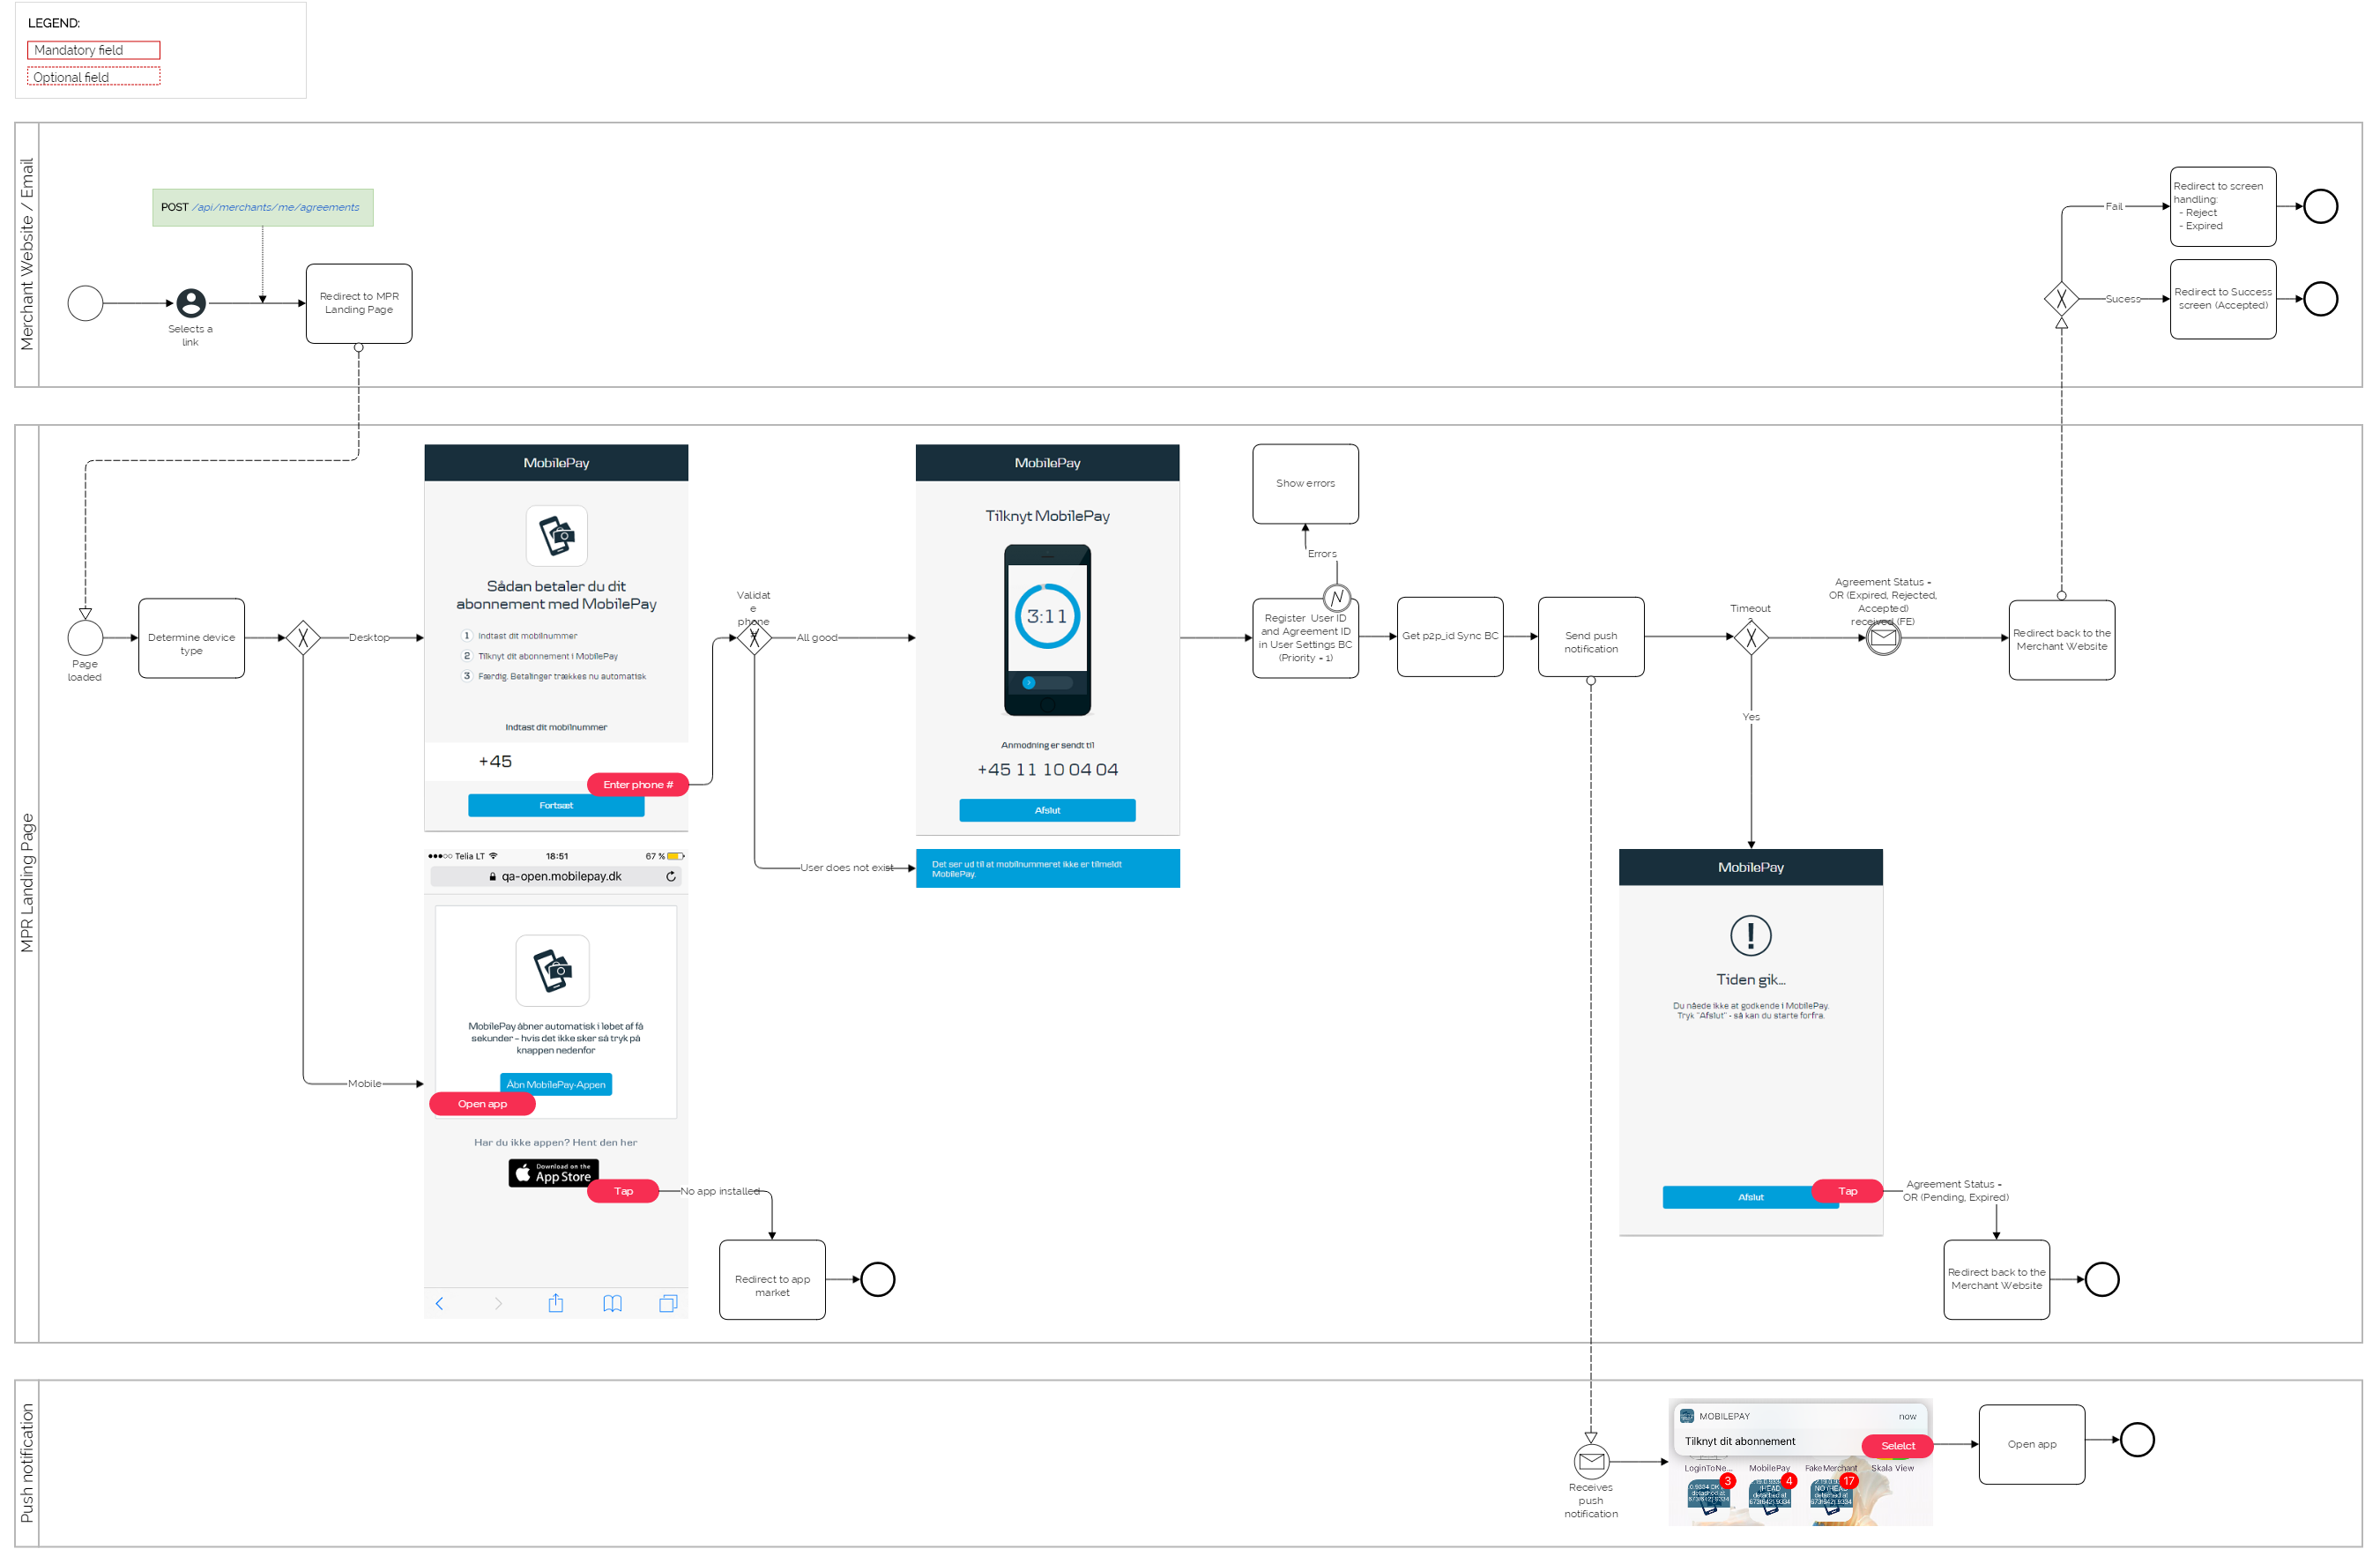 LEGEND:
Mandatory field
Optional field
Merchant Website / Email
POST /api/merchants/me/agreements
Selects a
link
Redirect to MPR
Landing Page
Fail
Redirect to screen
handling:
- Reject
- Expired
Sucess
Redirect to Success
screen (Accepted)
MPR Landing Page
Page
loaded
Determine device
type
Desktop
Mobile
MobilePay
Sådan betaler du dit
abonnement med MobilePay
1 Indtast dit mobilnummer
2 Tilknyt dit abonnement i MobilePay
3 Færdig. Betalinger trækkes nu automatisk
Indtast dit mobilnummer
+45
Enter phone #
Fortsæt
Validat
e
phone
#
All good
User does not exist
MobilePay
Tilknyt MobilePay
3:11
Anmodning er sendt til
+45 11 10 04 04
Afslut
Det ser ud til at mobilnummeret ikke er tilmeldt
MobilePay.
Show errors
Errors
Register User ID
and Agreement ID
in User Settings BC
(Priority = 1)
Get p2p_id Sync BC
Send push
notification
Timeout
?
Yes
Agreement Status =
OR (Expired, Rejected,
Accepted)
received (FE)
Redirect back to the
Merchant Website
Telia LT 18:51 67 %
qa-open.mobilepay.dk
MobilePay åbner automatisk i løbet af få
sekunder - hvis det ikke sker så tryk på
knappen nedenfor
Åbn MobilePay-Appen
Open app
Har du ikke appen? Hent den her
Download on the
App Store
Tap
No app installed
Redirect to app
market
MobilePay
!
Tiden gik...
Du nåede ikke at godkende i MobilePay.
Tryk "Afslut" - så kan du starte forfra.
Afslut
Tap
Agreement Status =
OR (Pending, Expired)
Redirect back to the
Merchant Website
Push notification
Receives
push
notification
MOBILEPAY now
Tilknyt dit abonnement
Selelct
LoginToNe... MobilePay FakeMerchant Skala View
3 4 17
Open app